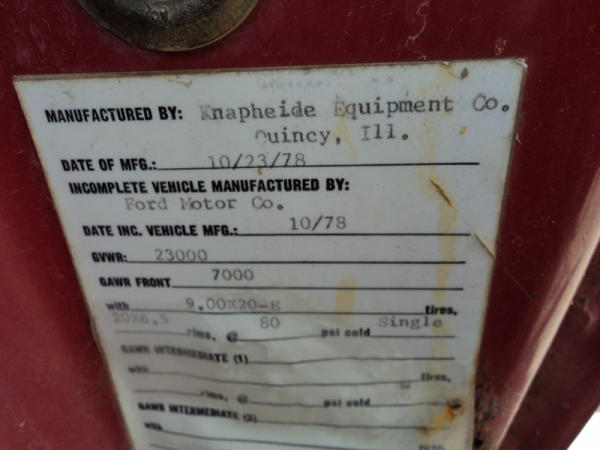 MANUFACTURED BY: Knapheide Equipment Co.
Quincy, Ill.
DATE OF MFG.: 10/23/78
INCOMPLETE VEHICLE MANUFACTURED BY:
Ford Motor Co.
DATE INC. VEHICLE MFG.: 10/78
GVWR: 23000
GAWR FRONT 7000
with 9.00X20-E tires,
20X6.5 rims, @ 80 psi cold Single
GAWR INTERMEDIATE (1)
with tires,
rims, @ psi cold
GAWR INTERMEDIATE (2)
with tires,